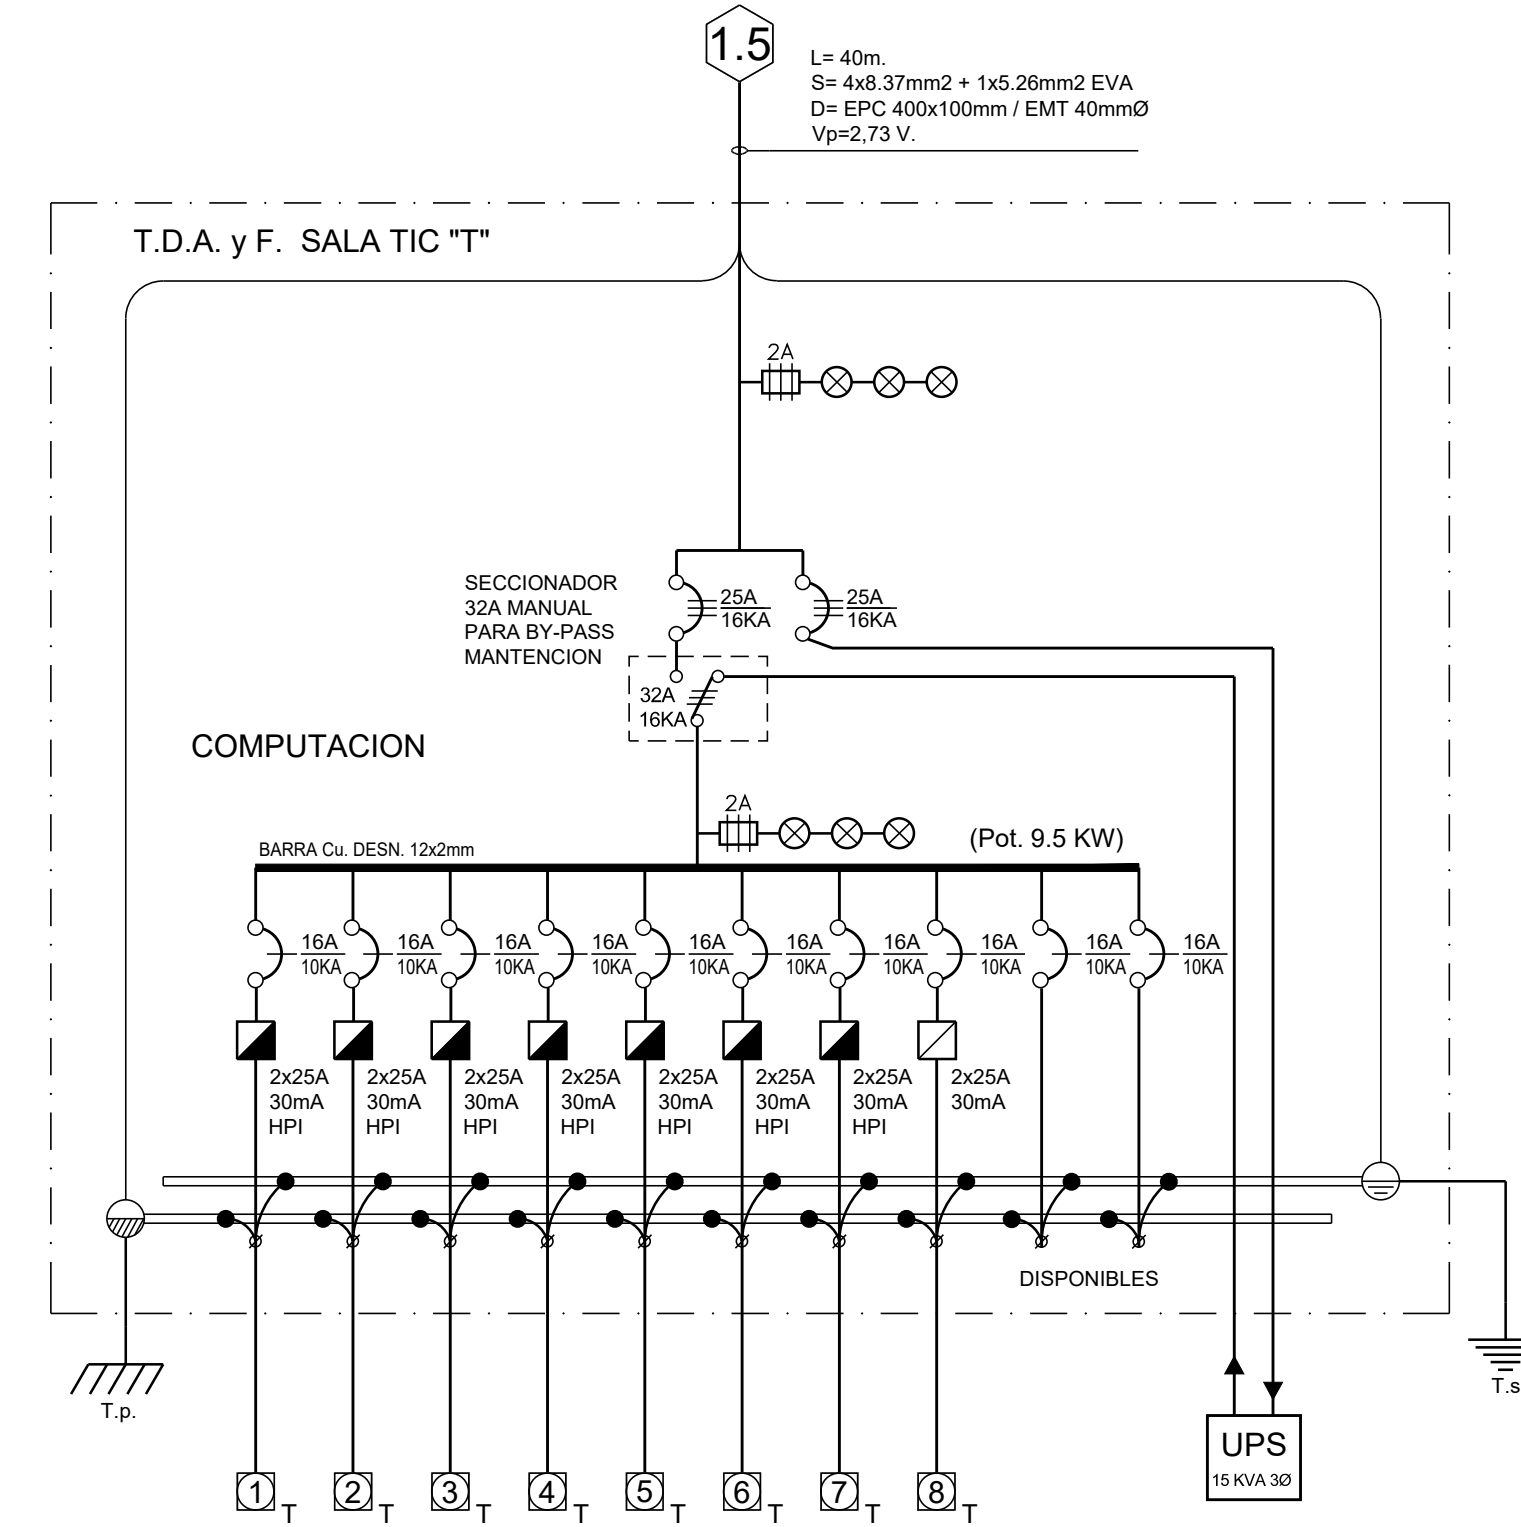 1.5
L= 40m.
S= 4x8.37mm2 + 1x5.26mm2 EVA
D= EPC 400x100mm / EMT 40mmØ
Vp=2,73 V.
T.D.A. y F.  SALA TIC "T"
2A
SECCIONADOR
32A MANUAL
PARA BY-PASS
MANTENCION
25A
16KA
25A
16KA
32A
16KA
COMPUTACION
2A
(Pot. 9.5 KW)
BARRA Cu. DESN. 12x2mm
16A 16A 16A 16A 16A 16A 16A 16A 16A 16A
10KA 10KA 10KA 10KA 10KA 10KA 10KA 10KA 10KA 10KA
2x25A 2x25A 2x25A 2x25A 2x25A 2x25A 2x25A 2x25A
30mA 30mA 30mA 30mA 30mA 30mA 30mA 30mA
HPI HPI HPI HPI HPI HPI HPI
DISPONIBLES
T.p.
T.s
UPS
15 KVA 3Ø
1 2 3 4 5 6 7 8
T T T T T T T T